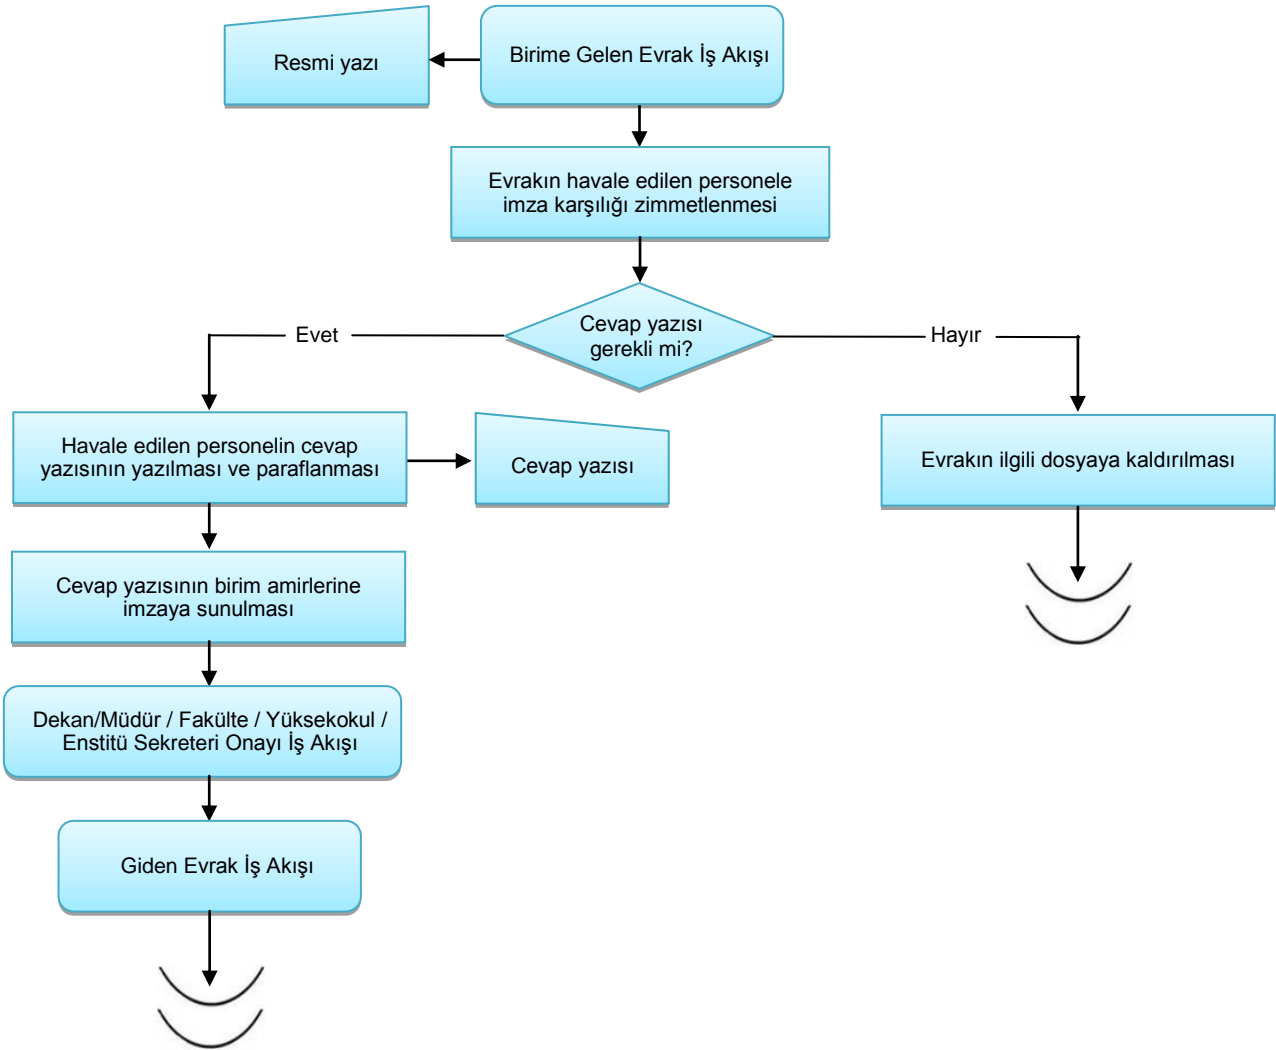 Resmi yazı
Birime Gelen Evrak İş Akışı
Evrakın havale edilen personele
imza karşılığı zimmetlenmesi
Cevap yazısı
gerekli mi?
Evet
Hayır
Havale edilen personelin cevap
yazısının yazılması ve paraflanması
Cevap yazısı
Evrakın ilgili dosyaya kaldırılması
Cevap yazısının birim amirlerine
imzaya sunulması
Dekan/Müdür / Fakülte / Yüksekokul /
Enstitü Sekreteri Onayı İş Akışı
Giden Evrak İş Akışı